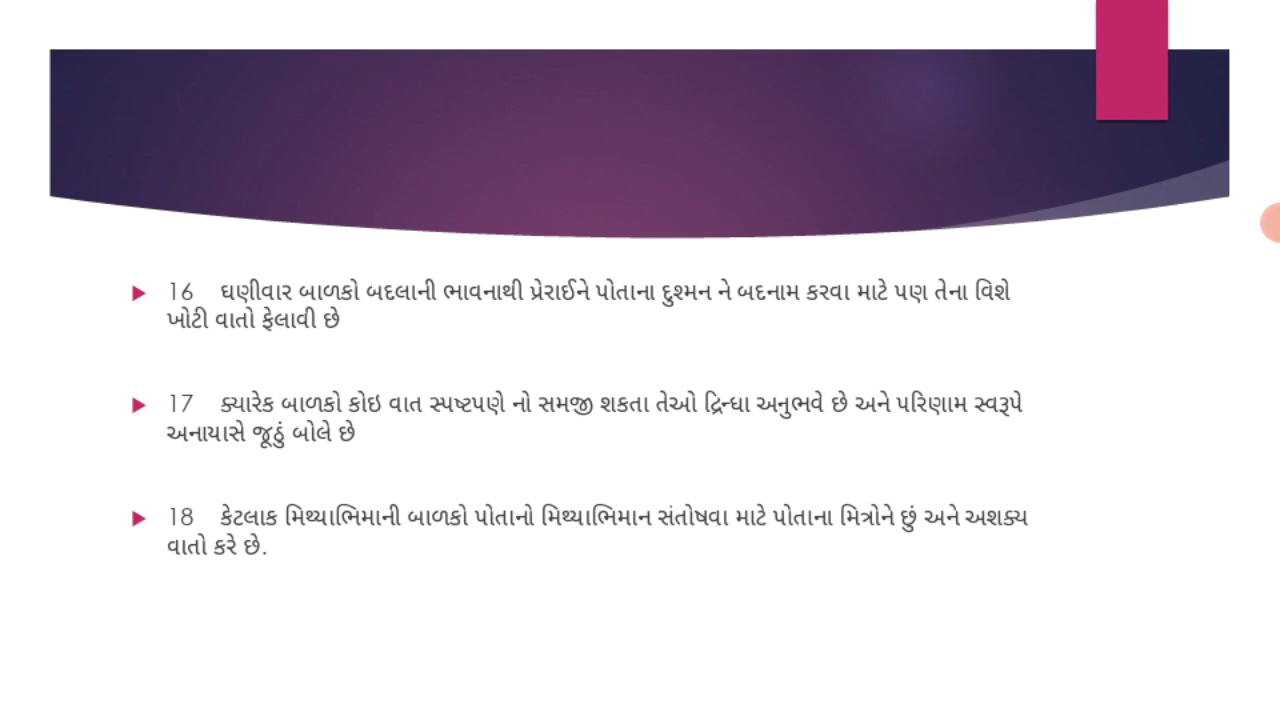 16 ઘણીવાર બાળકો બદલાની ભાવનાથી પ્રેરાઈને પોતાના દુશ્મન ને બદનામ કરવા માટે પણ તેના વિશે
ખોટી વાતો ફેલાવી છે
17 ક્યારેક બાળકો કોઇ વાત સ્પષ્ટપણે નો સમજી શકતા તેઓ દ્રિન્ધા અનુભવે છે અને પરિણામ સ્વરૂપે
અનાયાસે જૂઠું બોલે છે
18 કેટલાક મિથ્યાભિમાની બાળકો પોતાનો મિથ્યાભિમાન સંતોષવા માટે પોતાના મિત્રોને છું અને અશક્ય
વાતો કરે છે.